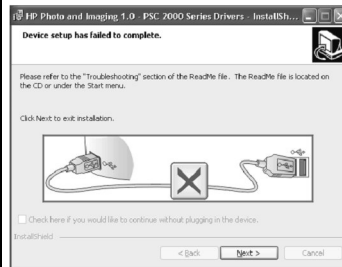 HP Photo and Imaging 1.0 - PSC 2000 Series Drivers - InstallSh...
Device setup has failed to complete.
Please refer to the "Troubleshooting" section of the ReadMe file. The ReadMe file is located on
the CD or under the Start menu.
Click Next to exit installation.
Check here if you would like to continue without plugging in the device.
InstallShield
< Back Next > Cancel